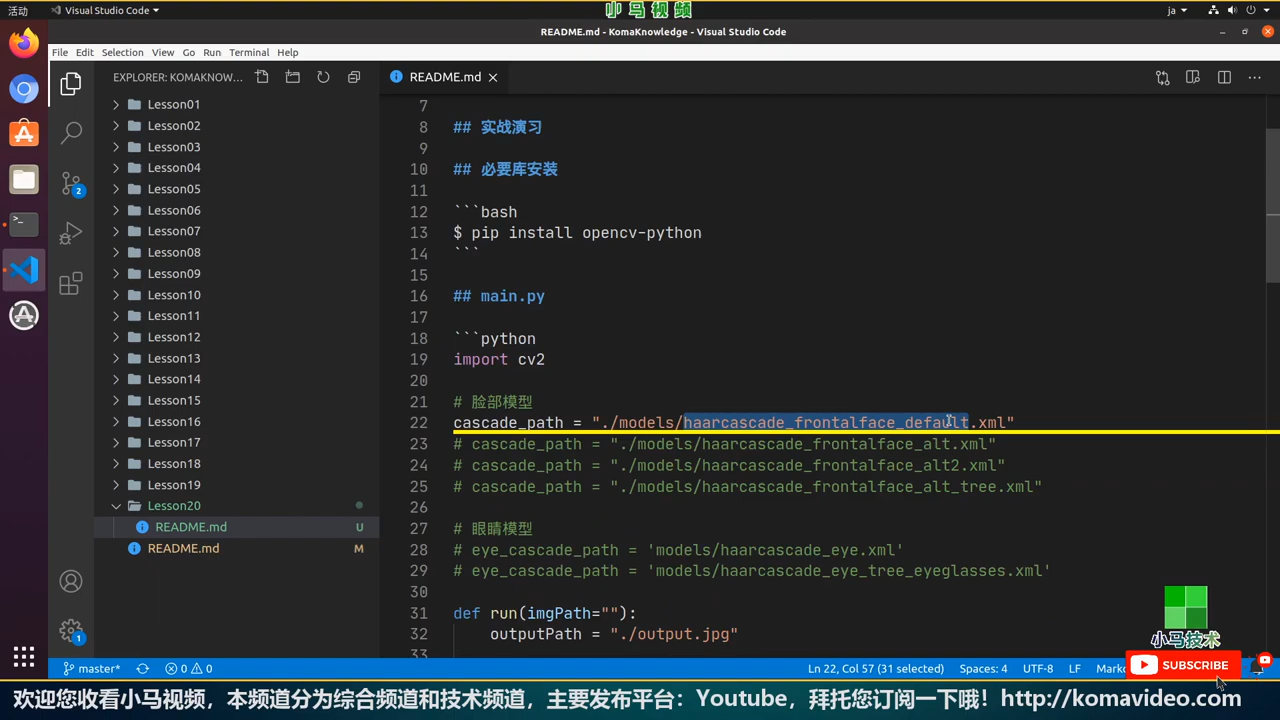 活动
Visual Studio Code
小马视频
ja
README.md - KomaKnowledge - Visual Studio Code
File Edit Selection View Go Run Terminal Help
EXPLORER: KOMAKNOW...
README.md
Lesson01
Lesson02
Lesson03
Lesson04
Lesson05
Lesson06
Lesson07
Lesson08
Lesson09
Lesson10
Lesson11
Lesson12
Lesson13
Lesson14
Lesson15
Lesson16
Lesson17
Lesson18
Lesson19
Lesson20
README.md U
README.md M
2
1
7
8 ## 实战演习
9
10 ## 必要库安装
11
12 ```bash
13 $ pip install opencv-python
14 ```
15
16 ## main.py
17
18 ```python
19 import cv2
20
21 # 脸部模型
22 cascade_path = "./models/haarcascade_frontalface_default.xml"
23 # cascade_path = "./models/haarcascade_frontalface_alt.xml"
24 # cascade_path = "./models/haarcascade_frontalface_alt2.xml"
25 # cascade_path = "./models/haarcascade_frontalface_alt_tree.xml"
26
27 # 眼睛模型
28 # eye_cascade_path = 'models/haarcascade_eye.xml'
29 # eye_cascade_path = 'models/haarcascade_eye_tree_eyeglasses.xml'
30
31 def run(imgPath=""):
32 outputPath = "./output.jpg"
33
小马技术
SUBSCRIBE
master* 0 0
Ln 22, Col 57 (31 selected) Spaces: 4 UTF-8 LF
欢迎您收看小马视频，本频道分为综合频道和技术频道，主要发布平台：Youtube，拜托您订阅一下哦！http://komavideo.com